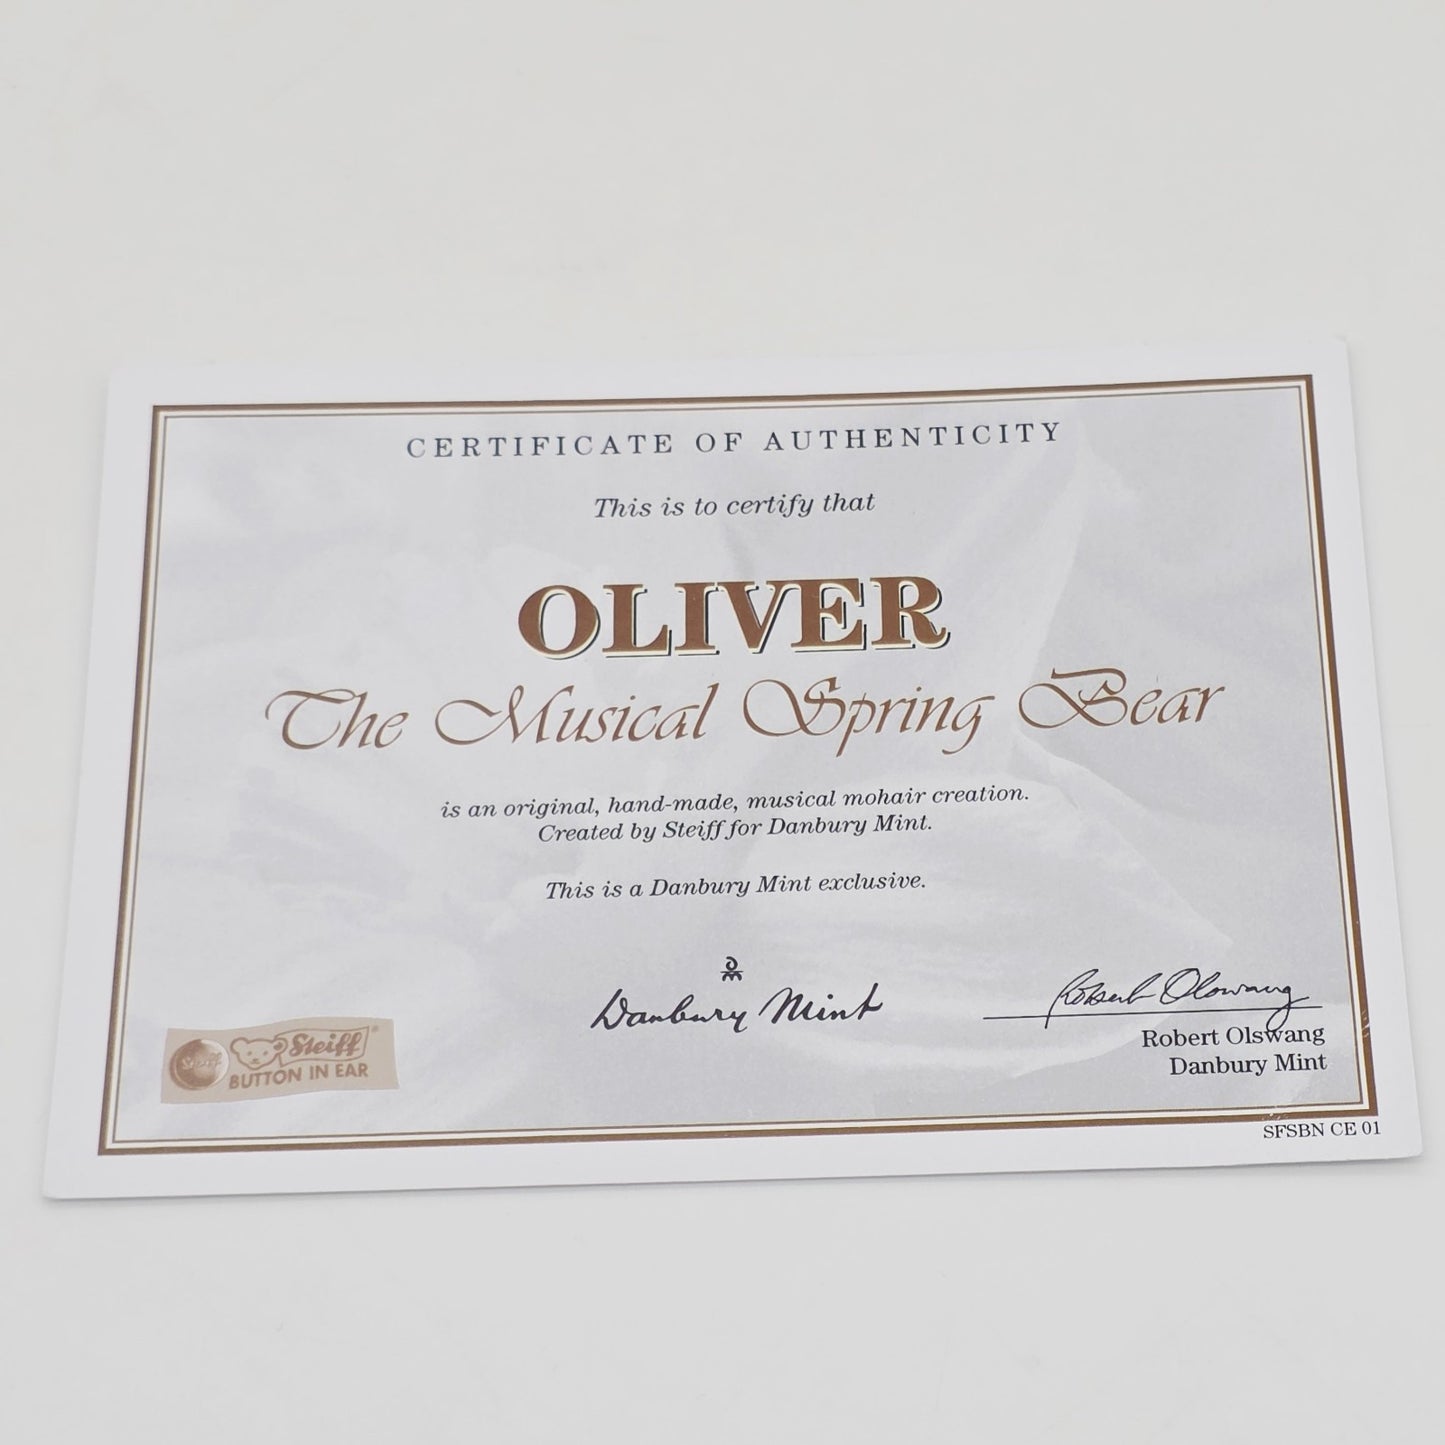 CERTIFICATE OF AUTHENTICITY
This is to certify that
OLIVER
The Musical Spring Bear
is an original, hand-made, musical mohair creation.
Created by Steiff for Danbury Mint.
This is a Danbury Mint exclusive.
Danbury Mint
Robert Olswang
Robert Olswang
Danbury Mint
Steiff
Steiff®
BUTTON IN EAR
SFSBN CE 01